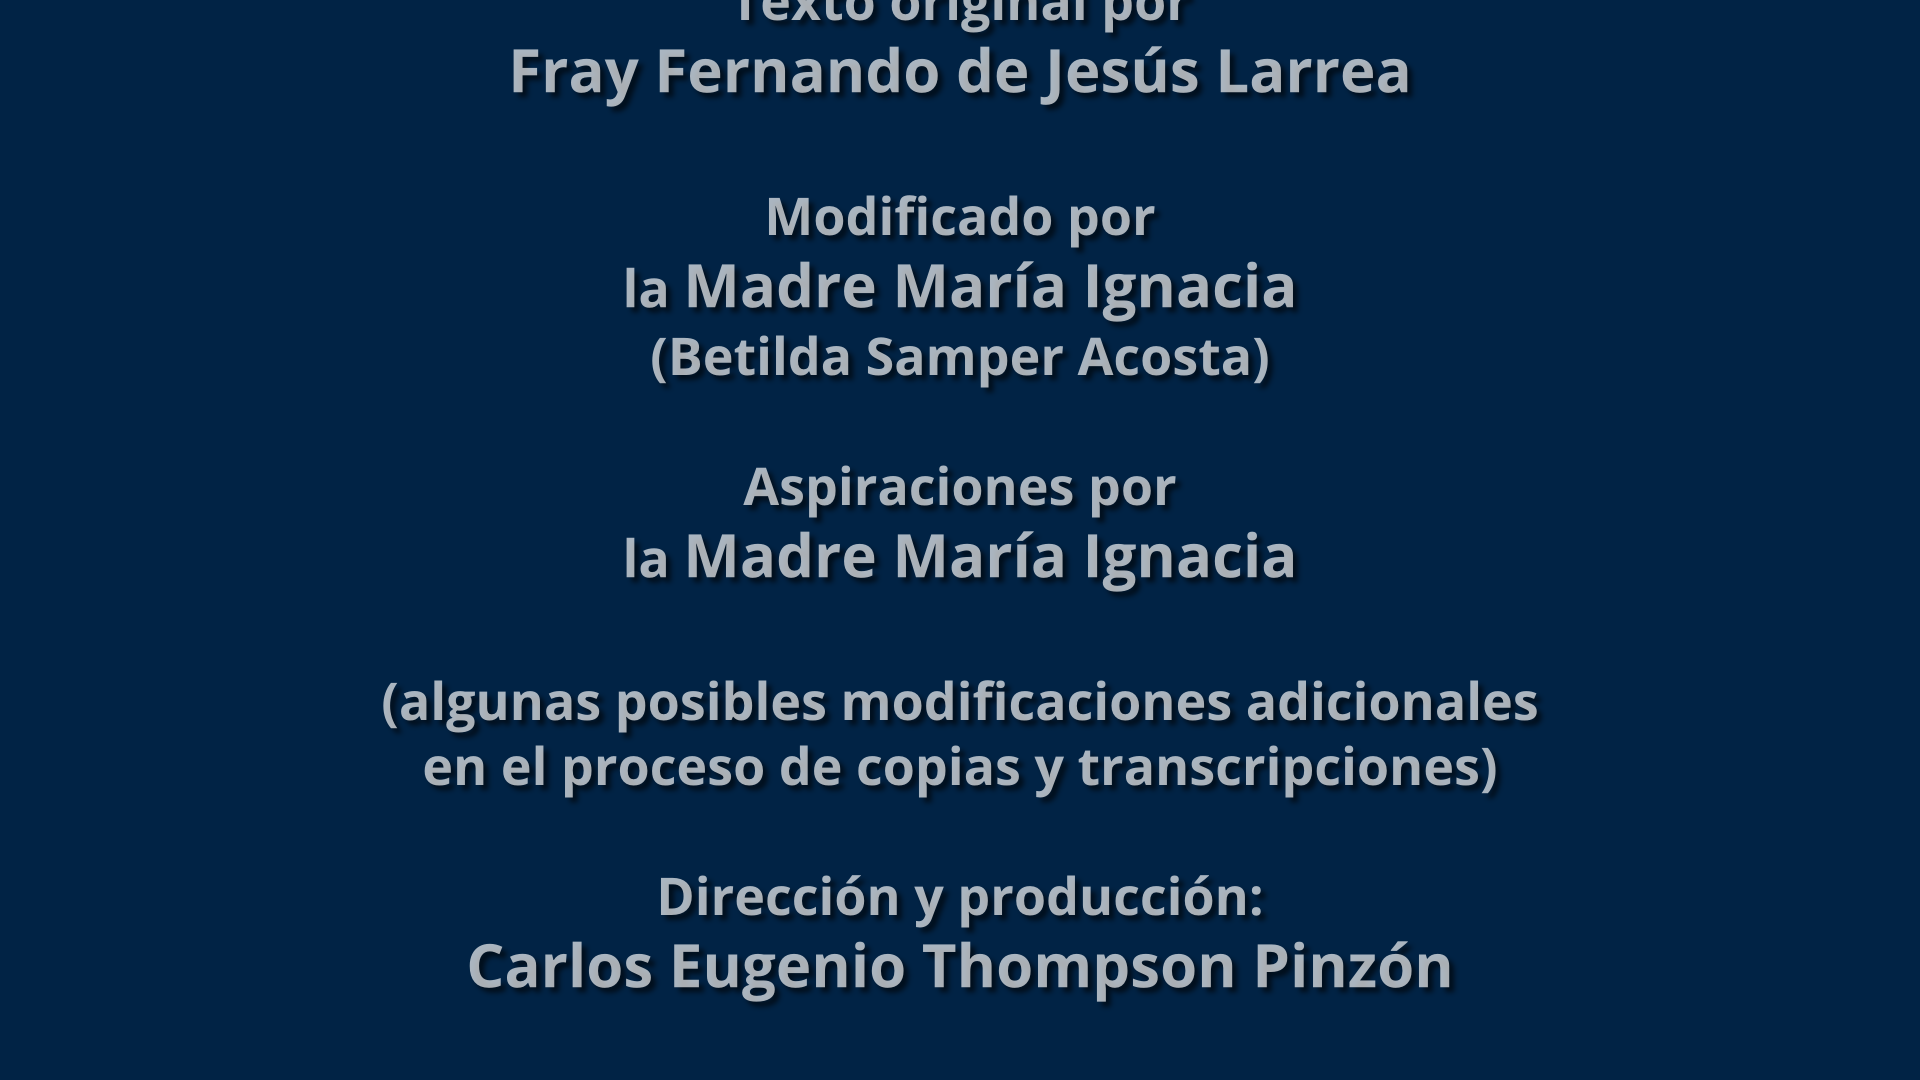 Texto original por
Fray Fernando de Jesús Larrea
Modificado por
la Madre María Ignacia
(Betilda Samper Acosta)
Aspiraciones por
la Madre María Ignacia
(algunas posibles modificaciones adicionales
en el proceso de copias y transcripciones)
Dirección y producción:
Carlos Eugenio Thompson Pinzón